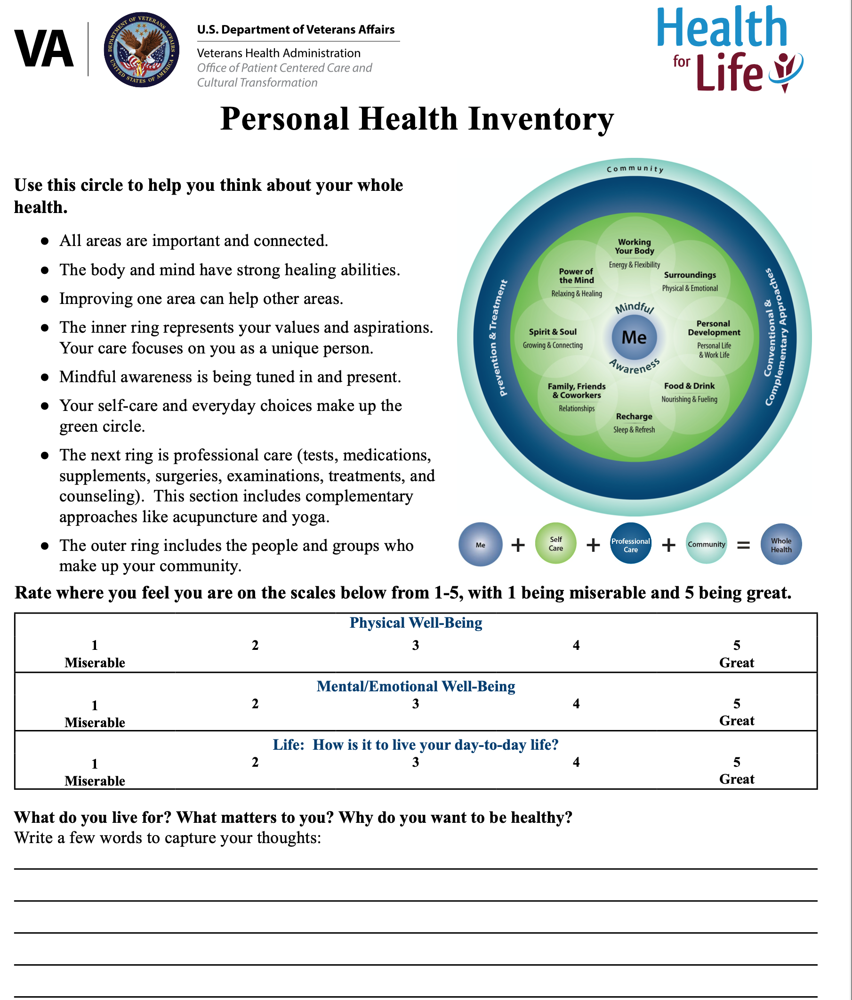 VA
DEPARTMENT OF VETERANS AFFAIRS
UNITED STATES OF AMERICA
U.S. Department of Veterans Affairs
Veterans Health Administration
Office of Patient Centered Care and
Cultural Transformation
Health
for Life
Personal Health Inventory
Use this circle to help you think about your whole
health.
● All areas are important and connected.
● The body and mind have strong healing abilities.
● Improving one area can help other areas.
● The inner ring represents your values and aspirations.
Your care focuses on you as a unique person.
● Mindful awareness is being tuned in and present.
● Your self-care and everyday choices make up the
green circle.
● The next ring is professional care (tests, medications,
supplements, surgeries, examinations, treatments, and
counseling).  This section includes complementary
approaches like acupuncture and yoga.
● The outer ring includes the people and groups who
make up your community.
Community
Prevention & Treatment
Conventional &
Complementary Approaches
Working
Your Body
Energy & Flexibility
Surroundings
Physical & Emotional
Personal
Development
Personal Life
& Work Life
Food & Drink
Nourishing & Fueling
Recharge
Sleep & Refresh
Family, Friends
& Coworkers
Relationships
Spirit & Soul
Growing & Connecting
Power of
the Mind
Relaxing & Healing
Mindful
Me
Awareness
Me + Self Care + Professional Care + Community = Whole Health
Rate where you feel you are on the scales below from 1-5, with 1 being miserable and 5 being great.
Physical Well-Being
1 2 3 4 5
Miserable Great
Mental/Emotional Well-Being
1 2 3 4 5
Miserable Great
Life:  How is it to live your day-to-day life?
1 2 3 4 5
Miserable Great
What do you live for? What matters to you? Why do you want to be healthy?
Write a few words to capture your thoughts: